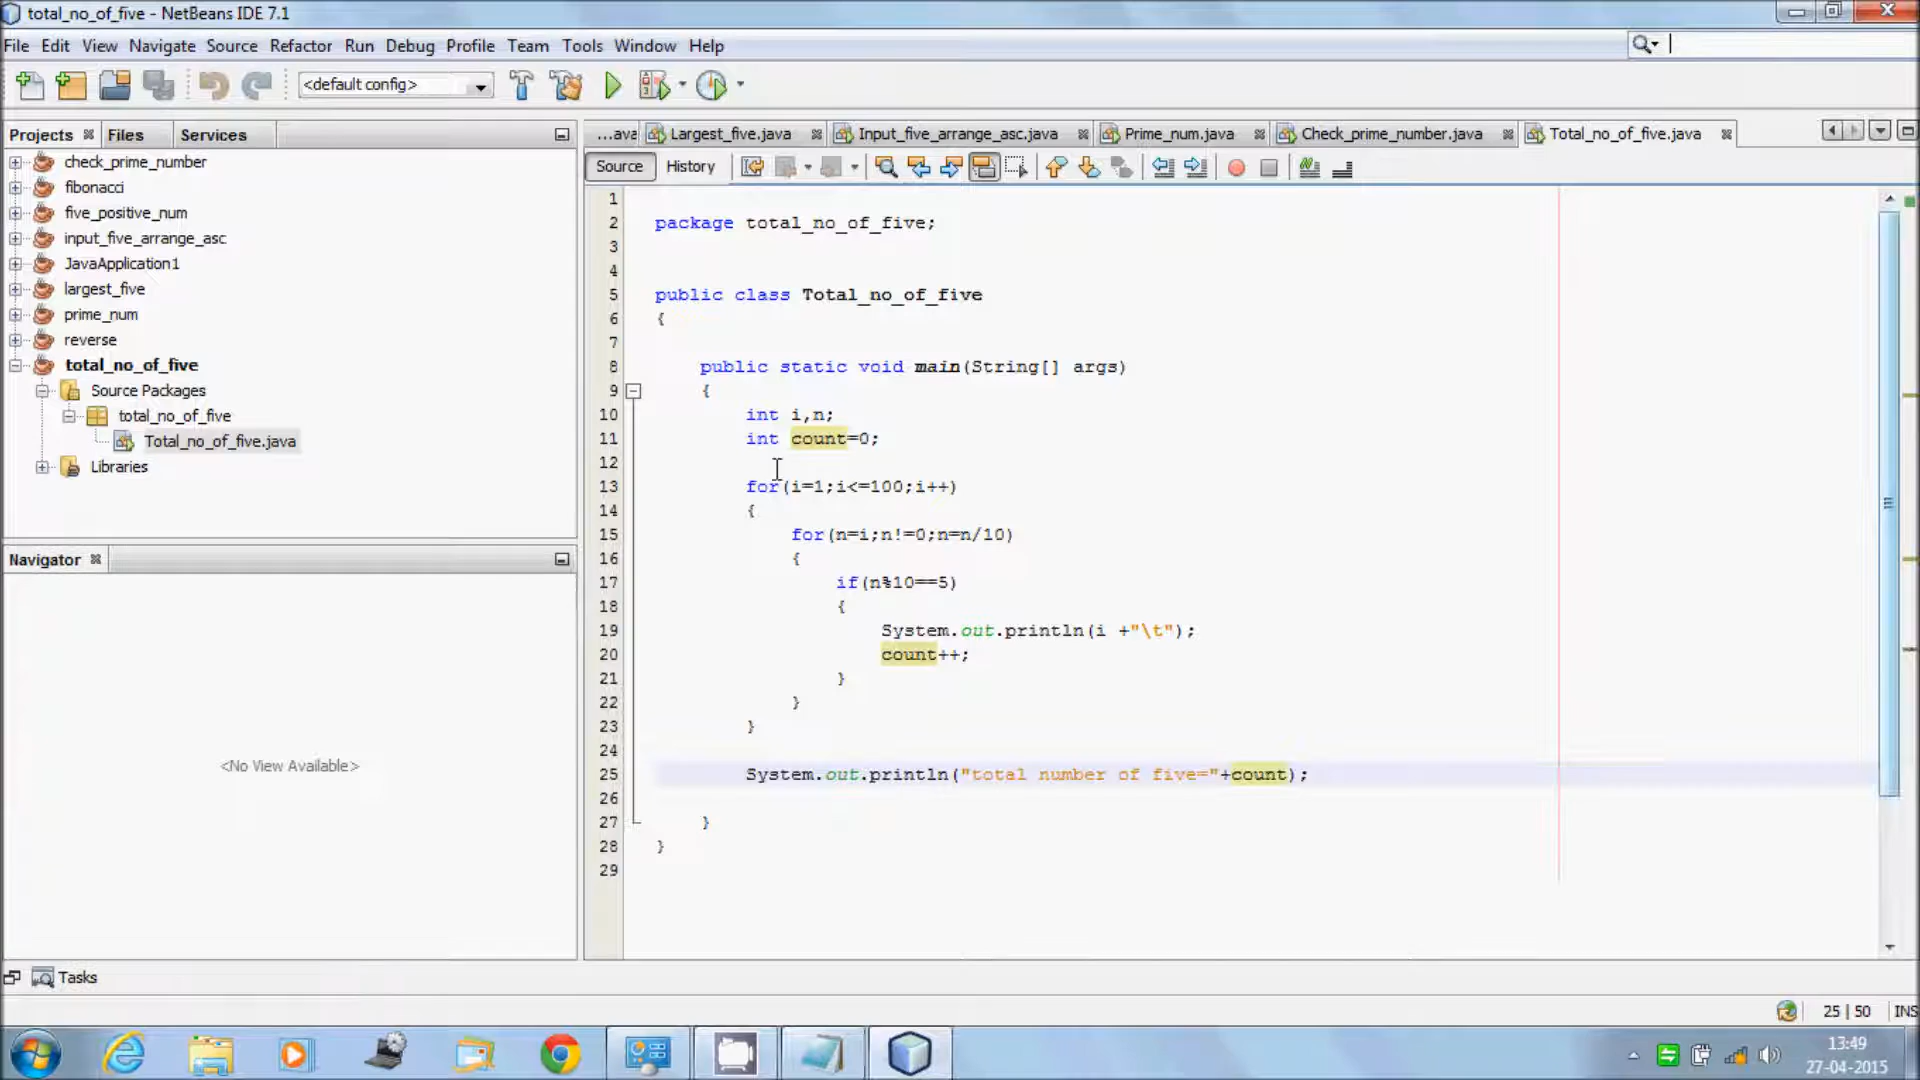 total_no_of_five - NetBeans IDE 7.1
File Edit View Navigate Source Refactor Run Debug Profile Team Tools Window Help
<default config>
Projects Files Services
check_prime_number
fibonacci
five_positive_num
input_five_arrange_asc
JavaApplication1
largest_five
prime_num
reverse
total_no_of_five
Source Packages
total_no_of_five
Total_no_of_five.java
Libraries
Navigator
<No View Available>
...ava Largest_five.java Input_five_arrange_asc.java Prime_num.java Check_prime_number.java Total_no_of_five.java
Source History
1
2 package total_no_of_five;
3
4
5 public class Total_no_of_five
6 {
7
8 public static void main(String[] args)
9 {
10 int i,n;
11 int count=0;
12
13 for(i=1;i<=100;i++)
14 {
15 for(n=i;n!=0;n=n/10)
16 {
17 if(n%10==5)
18 {
19 System.out.println(i +"\t");
20 count++;
21 }
22 }
23 }
24
25 System.out.println("total number of five="+count);
26
27 }
28 }
29
Tasks
25 | 50 INS
13:49
27-04-2015